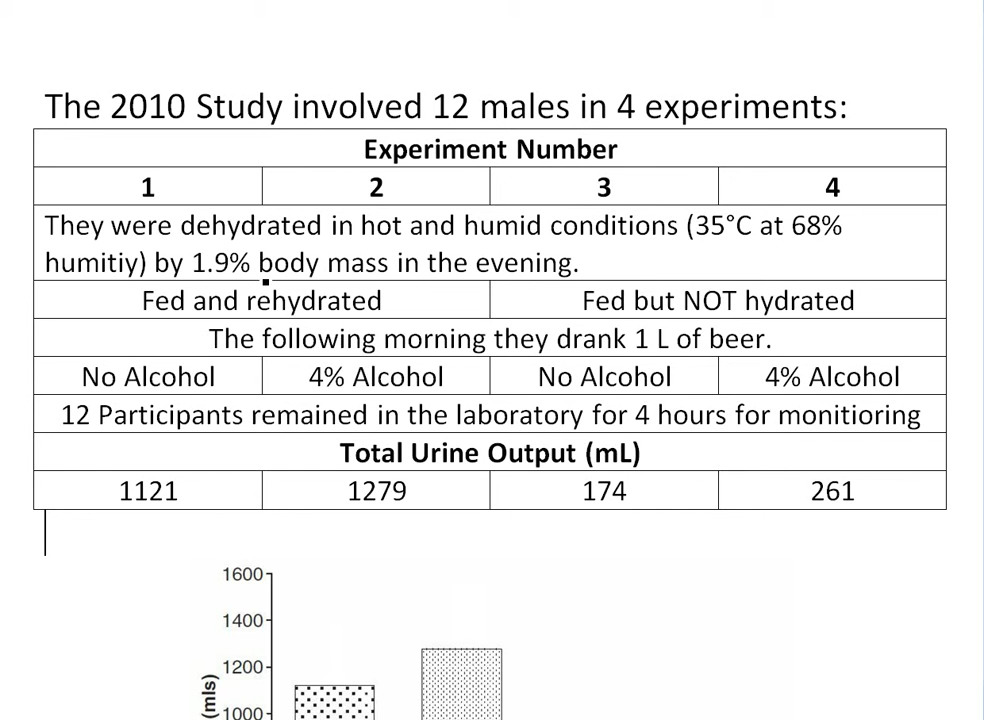 The 2010 Study involved 12 males in 4 experiments:
Experiment Number
1 2 3 4
They were dehydrated in hot and humid conditions (35°C at 68%
humitiy) by 1.9% body mass in the evening.
Fed and rehydrated Fed but NOT hydrated
The following morning they drank 1 L of beer.
No Alcohol 4% Alcohol No Alcohol 4% Alcohol
12 Participants remained in the laboratory for 4 hours for monitioring
Total Urine Output (mL)
1121 1279 174 261
1600
1400
1200
1000
(mls)